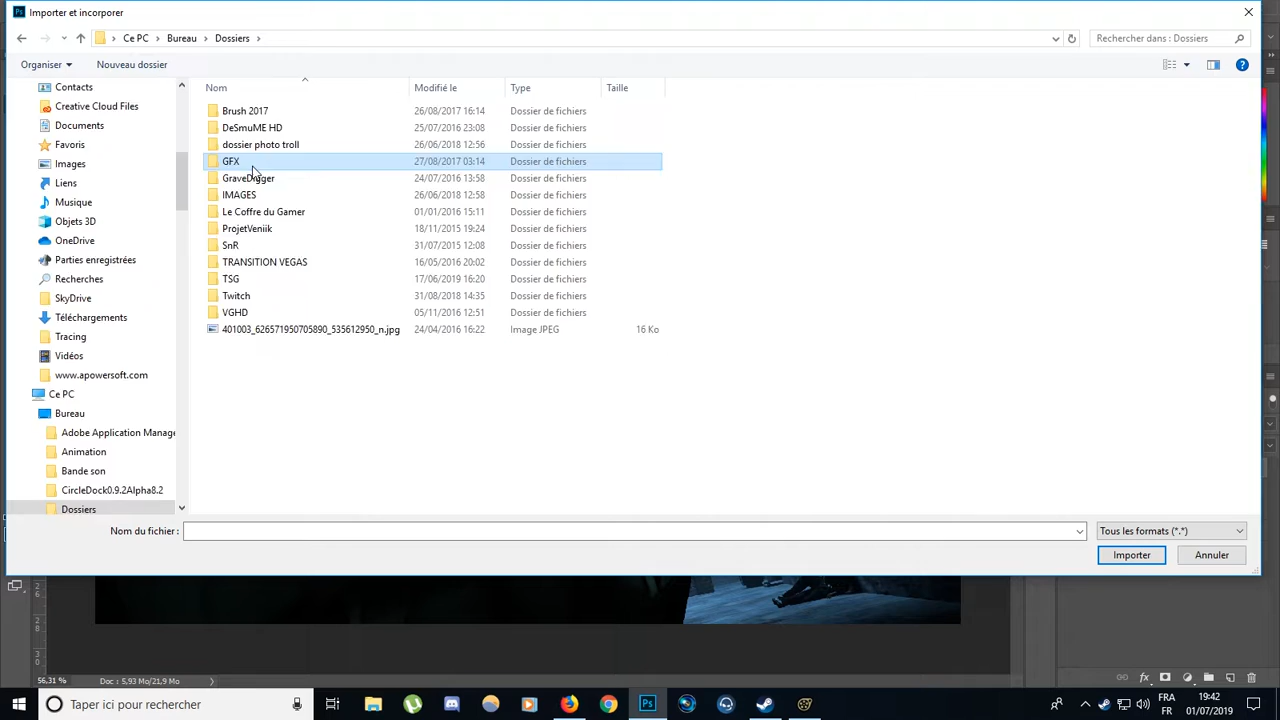 Ps Importer et incorporer
Ce PC > Bureau > Dossiers >
Rechercher dans : Dossiers
Organiser
Nouveau dossier
?
Nom Modifié le Type Taille
Contacts
Creative Cloud Files
Documents
Favoris
Images
Liens
Musique
Objets 3D
OneDrive
Parties enregistrées
Recherches
SkyDrive
Téléchargements
Tracing
Vidéos
www.apowersoft.com
Ce PC
Bureau
Adobe Application Manage
Animation
Bande son
CircleDock0.9.2Alpha8.2
Dossiers
Brush 2017 26/08/2017 16:14 Dossier de fichiers
DeSmuME HD 25/07/2016 23:08 Dossier de fichiers
dossier photo troll 26/06/2018 12:56 Dossier de fichiers
GFX 27/08/2017 03:14 Dossier de fichiers
GraveDigger 24/07/2016 13:58 Dossier de fichiers
IMAGES 26/06/2018 12:58 Dossier de fichiers
Le Coffre du Gamer 01/01/2016 15:11 Dossier de fichiers
ProjetVeniik 18/11/2015 19:24 Dossier de fichiers
SnR 31/07/2015 12:08 Dossier de fichiers
TRANSITION VEGAS 16/05/2016 20:02 Dossier de fichiers
TSG 17/06/2019 16:20 Dossier de fichiers
Twitch 31/08/2018 14:35 Dossier de fichiers
VGHD 05/11/2016 12:51 Dossier de fichiers
401003_626571950705890_535612950_n.jpg 24/04/2016 16:22 Image JPEG 16 Ko
Nom du fichier :
Tous les formats (*.*)
Importer
Annuler
2
6
2
8
3
0
56,31 % Doc : 5,93 Mo/21,9 Mo >
fx
Taper ici pour rechercher
Ps
FRA
FR
19:42
01/07/2019